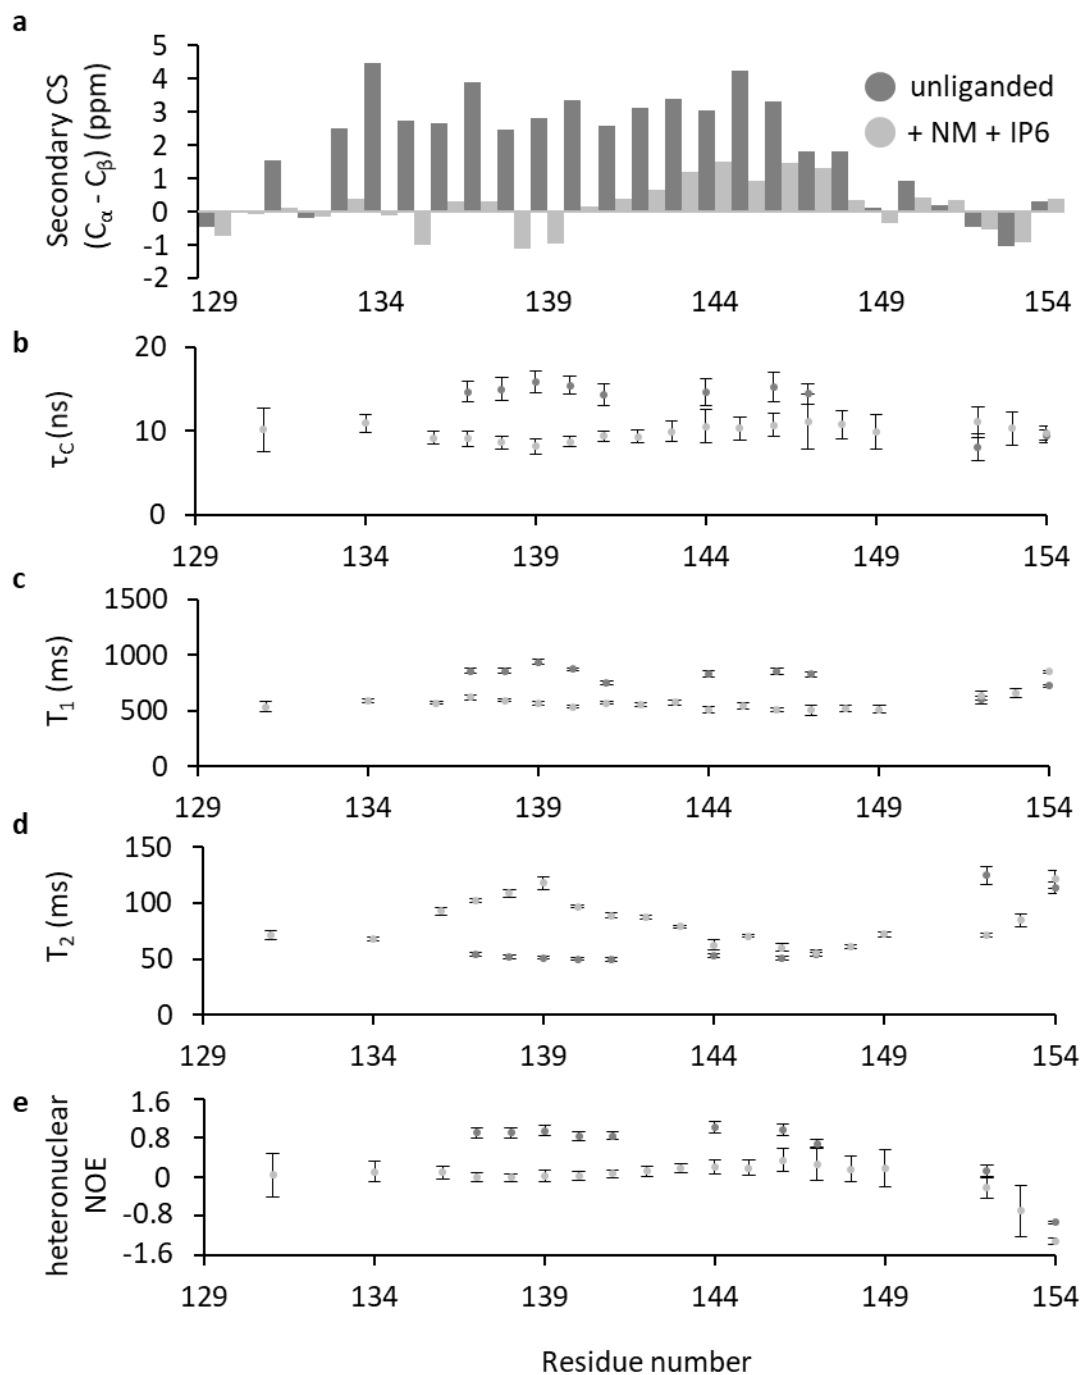 a
Secondary CS
(Cα - Cβ) (ppm)
5
4
3
2
1
0
-1
-2
unliganded
+ NM + IP6
129 134 139 144 149 154
b
τC (ns)
20
10
0
129 134 139 144 149 154
c
T1 (ms)
1500
1000
500
0
129 134 139 144 149 154
d
T2 (ms)
150
100
50
0
129 134 139 144 149 154
e
heteronuclear
NOE
1.6
0.8
0
-0.8
-1.6
129 134 139 144 149 154
Residue number